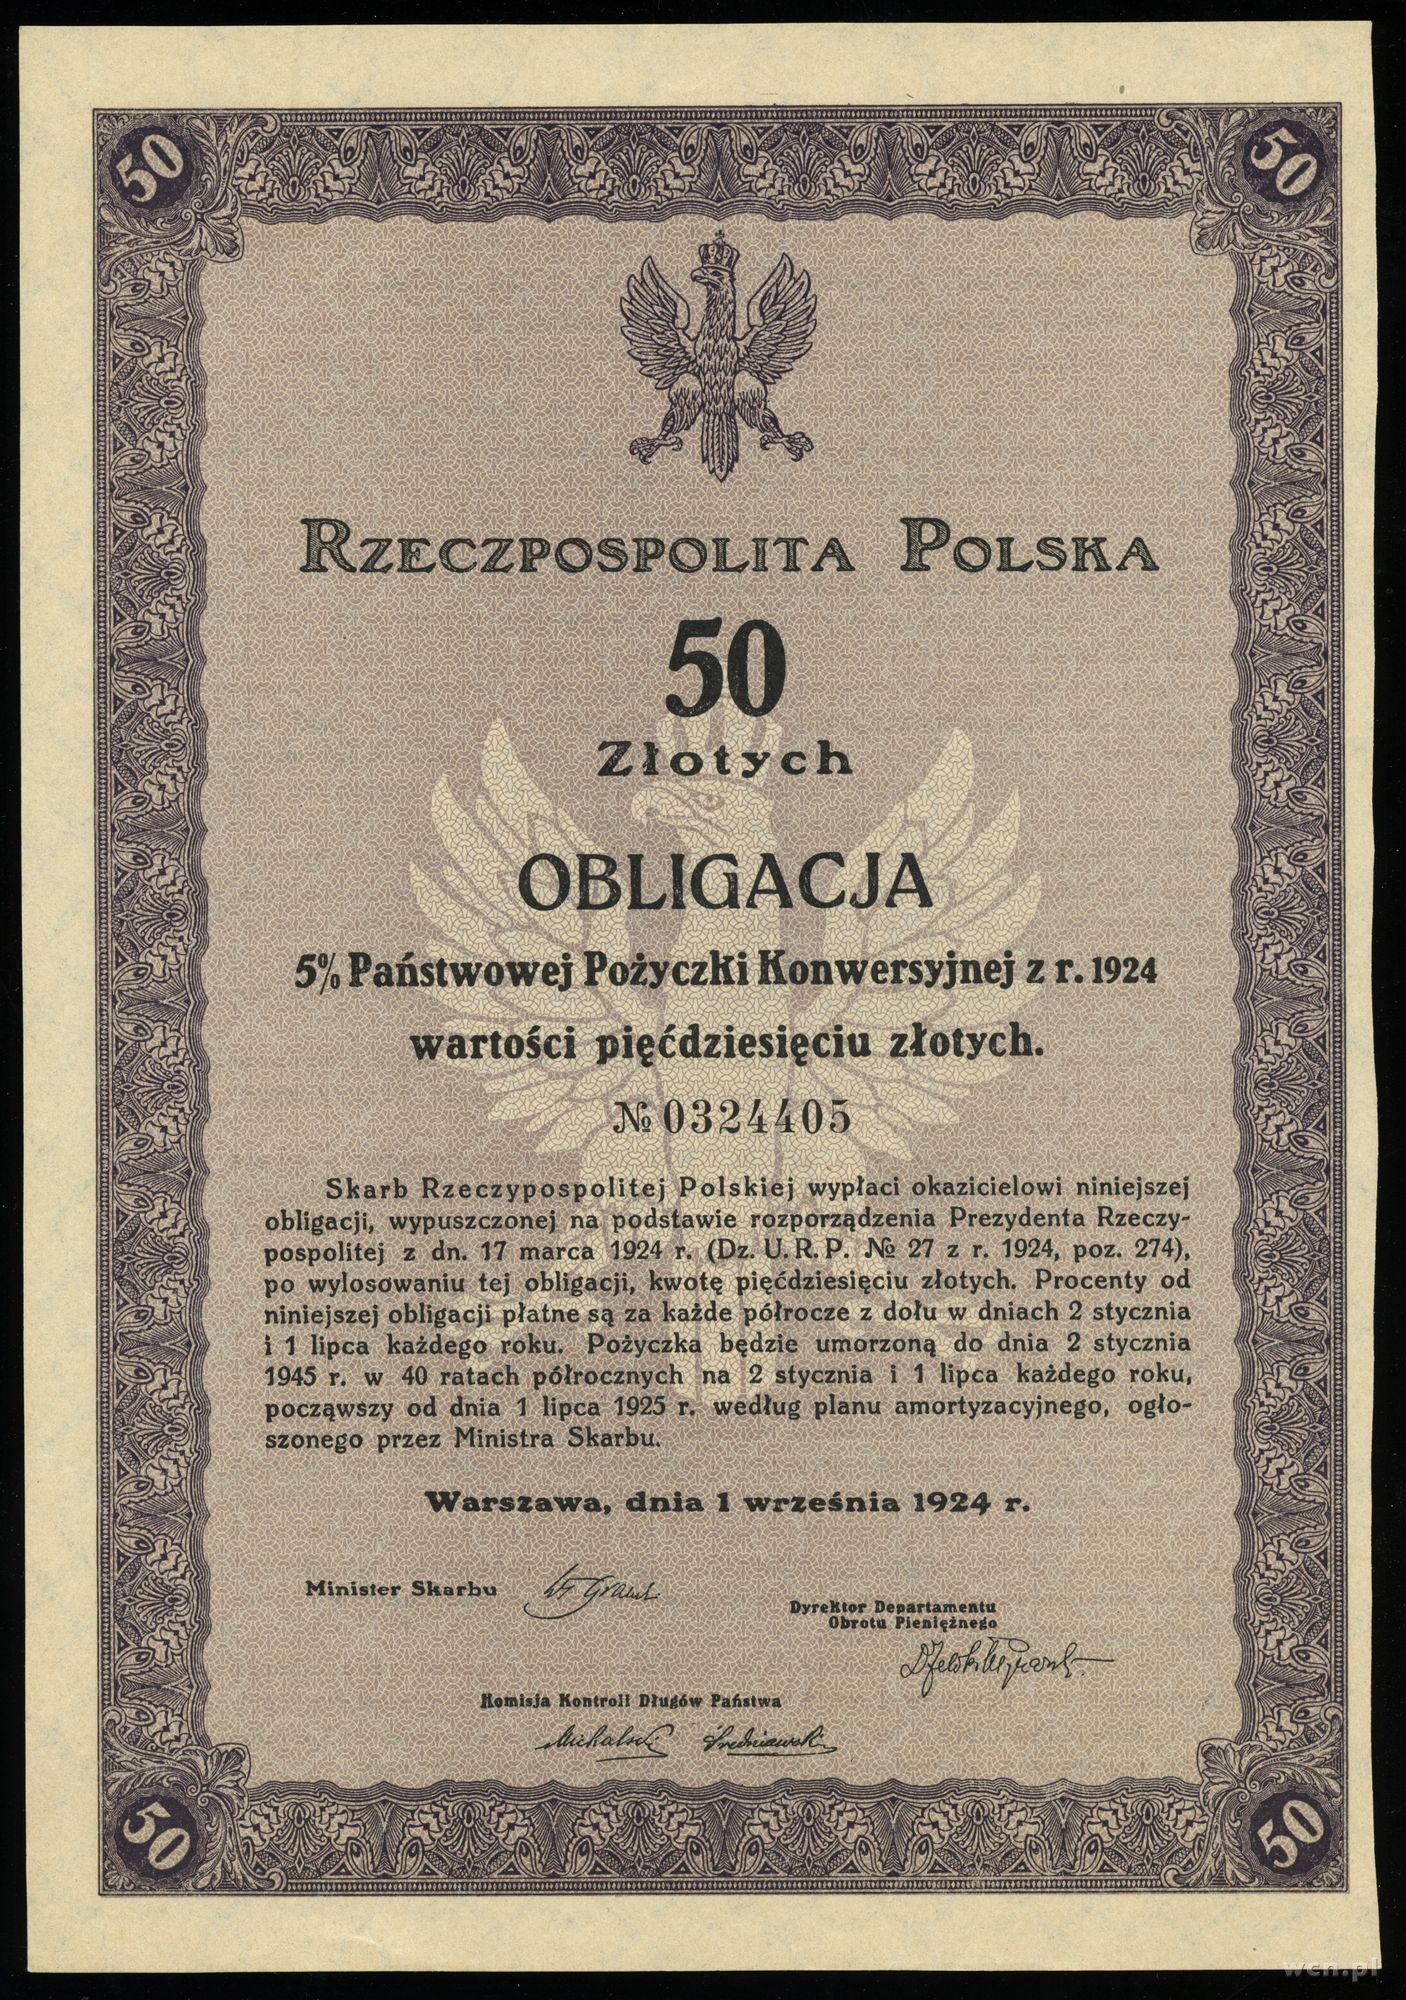 50 50
RZECZPOSPOLITA POLSKA
50
Złotych
OBLIGACJA
5% Państwowej Pożyczki Konwersyjnej z r. 1924
wartości pięćdziesięciu złotych.
№ 0324405
Skarb Rzeczypospolitej Polskiej wypłaci okazicielowi niniejszej
obligacji, wypuszczonej na podstawie rozporządzenia Prezydenta Rzeczy-
pospolitej z dn. 17 marca 1924 r. (Dz. U. R. P. № 27 z r. 1924, poz. 274),
po wylosowaniu tej obligacji, kwotę pięćdziesięciu złotych. Procenty od
niniejszej obligacji płatne są za każde półrocze z dołu w dniach 2 stycznia
i 1 lipca każdego roku. Pożyczka będzie umorzoną do dnia 2 stycznia
1945 r. w 40 ratach półrocznych na 2 stycznia i 1 lipca każdego roku,
począwszy od dnia 1 lipca 1925 r. według planu amortyzacyjnego, ogło-
szonego przez Ministra Skarbu.
Warszawa, dnia 1 września 1924 r.
Minister Skarbu
Dyrektor Departamentu
Obrotu Pieniężnego
Komisja Kontroli Długów Państwa
Michalski Średniawski
50 50
wcn.pl